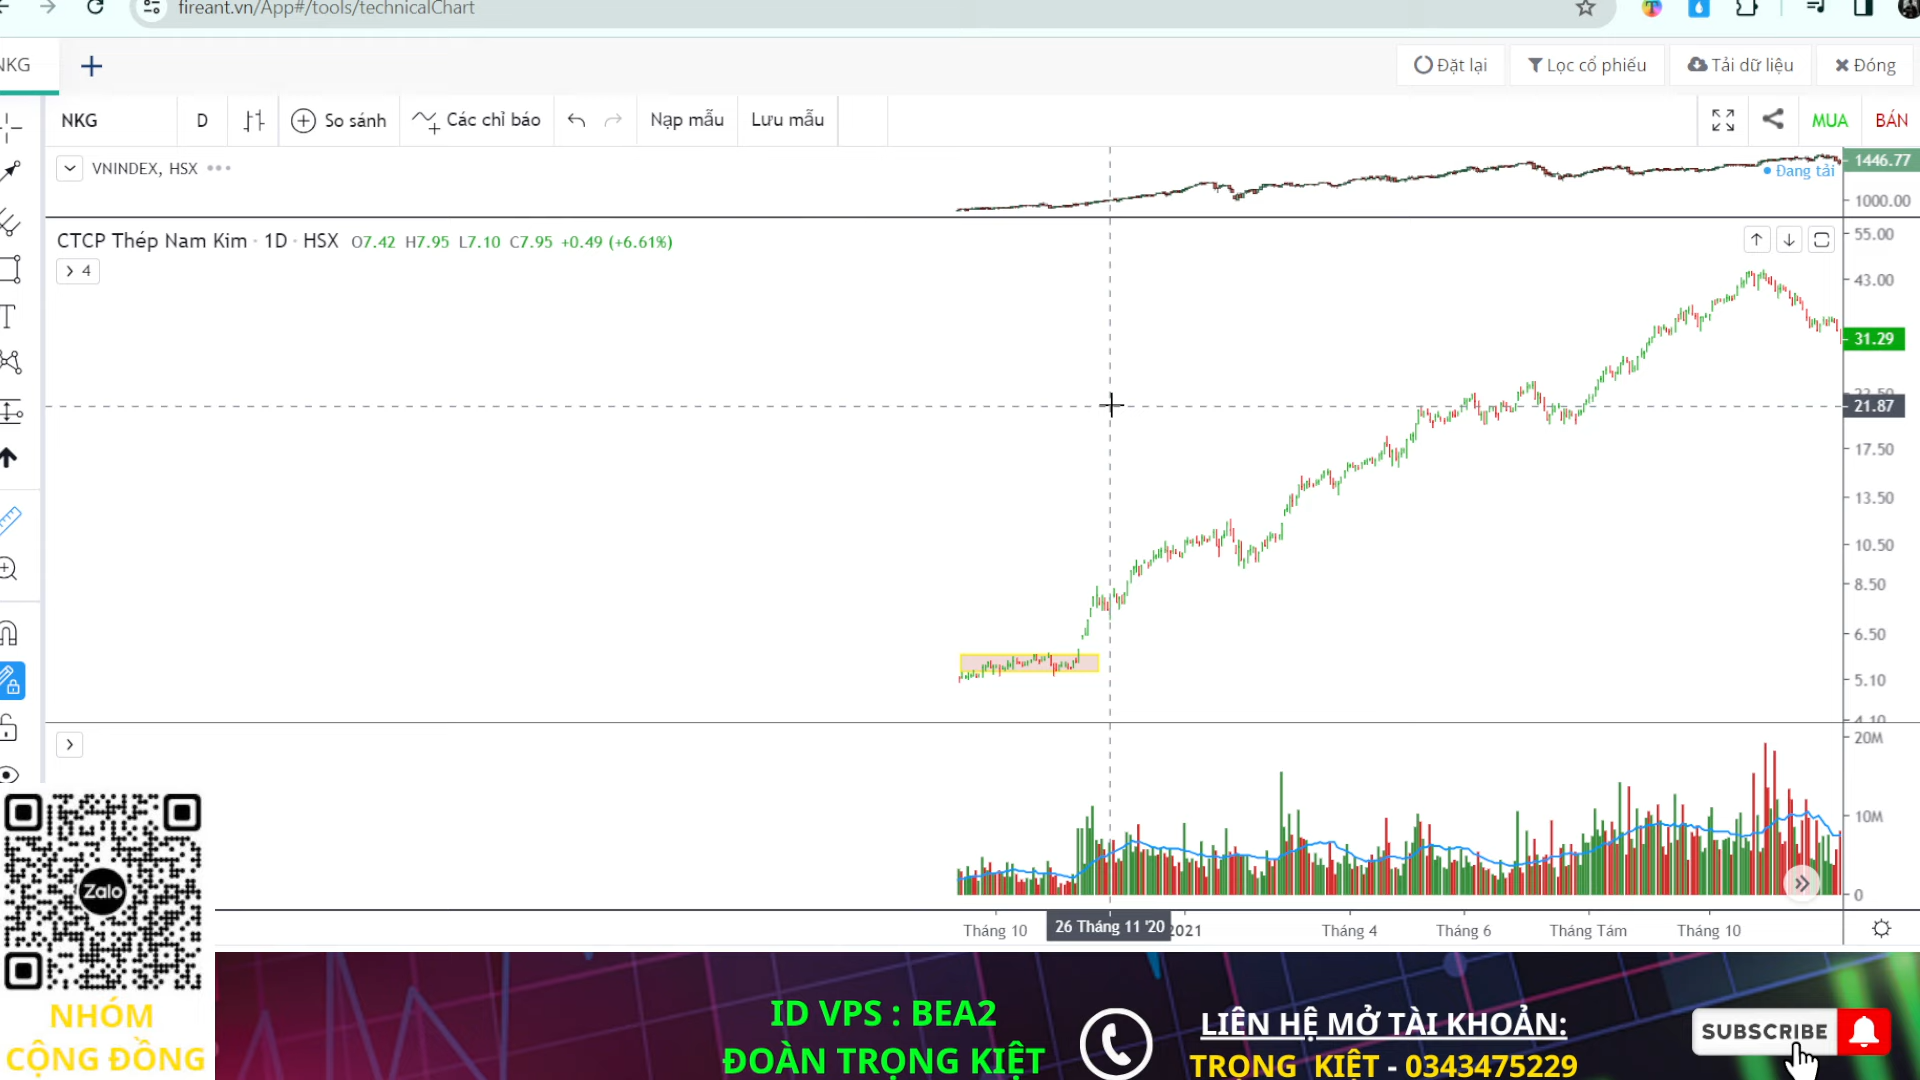 fireant.vn/App#/tools/technicalChart
NKG
Đặt lại
Lọc cổ phiếu
Tải dữ liệu
Đóng
NKG
D
So sánh
Các chỉ báo
Nạp mẫu
Lưu mẫu
MUA
BÁN
VNINDEX, HSX
1446.77
Đang tải
1000.00
CTCP Thép Nam Kim · 1D · HSX O7.42 H7.95 L7.10 C7.95 +0.49 (+6.61%)
4
55.00
43.00
31.29
22.50
21.87
17.50
13.50
10.50
8.50
6.50
5.10
4.10
20M
10M
0
Tháng 10
26 Tháng 11 '20
2021
Tháng 4
Tháng 6
Tháng Tám
Tháng 10
Zalo
NHÓM
CỘNG ĐỒNG
ID VPS : BEA2
ĐOÀN TRỌNG KIỆT
LIÊN HỆ MỞ TÀI KHOẢN:
TRỌNG KIỆT - 0343475229
SUBSCRIBE